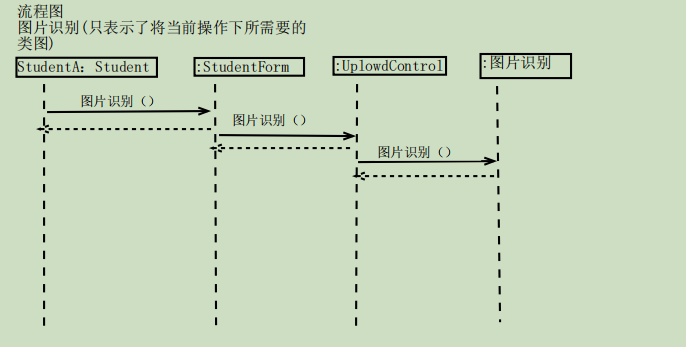 流程图
图片识别(只表示了将当前操作下所需要的
类图)
StudentA: Student
:StudentForm
:UplowdControl
:图片识别
图片识别（）
图片识别（）
图片识别（）